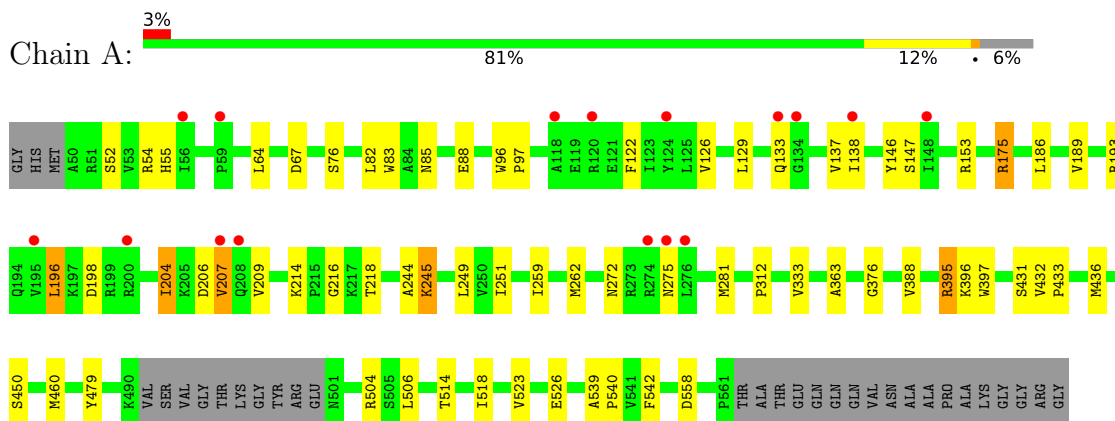 3%
Chain A:
81% 12% • 6%
GLY HIS MET A50 R51 S52 V53 R54 H55 I56 P59 L64 D67 S76 L82 W83 A84 N85 E88 W96 P97 A118 E119 R120 E121 F122 I123 Y124 L125 V126 L129 Q133 G134 V137 I138 Y146 S147 I148 R153 R175 L186 V189 R193
Q194 V195 L196 K197 D198 R199 R200 I204 K205 D206 V207 Q208 V209 K214 P215 G216 K217 T218 A244 K245 L249 V250 I251 I259 M262 N272 R273 R274 N275 L276 M281 P312 V333 A363 G376 V388 R395 K396 W397 S431 V432 P433 M436
S450 M460 Y479 K490 VAL SER VAL GLY THR LYS GLY TYR ARG GLU N501 R504 S505 L506 T514 I518 V523 E526 A539 P540 V541 F542 D558 P561 THR ALA THR GLU GLN GLN GLN VAL ASN ALA ALA PRO ALA LYS GLY GLY ARG GLY